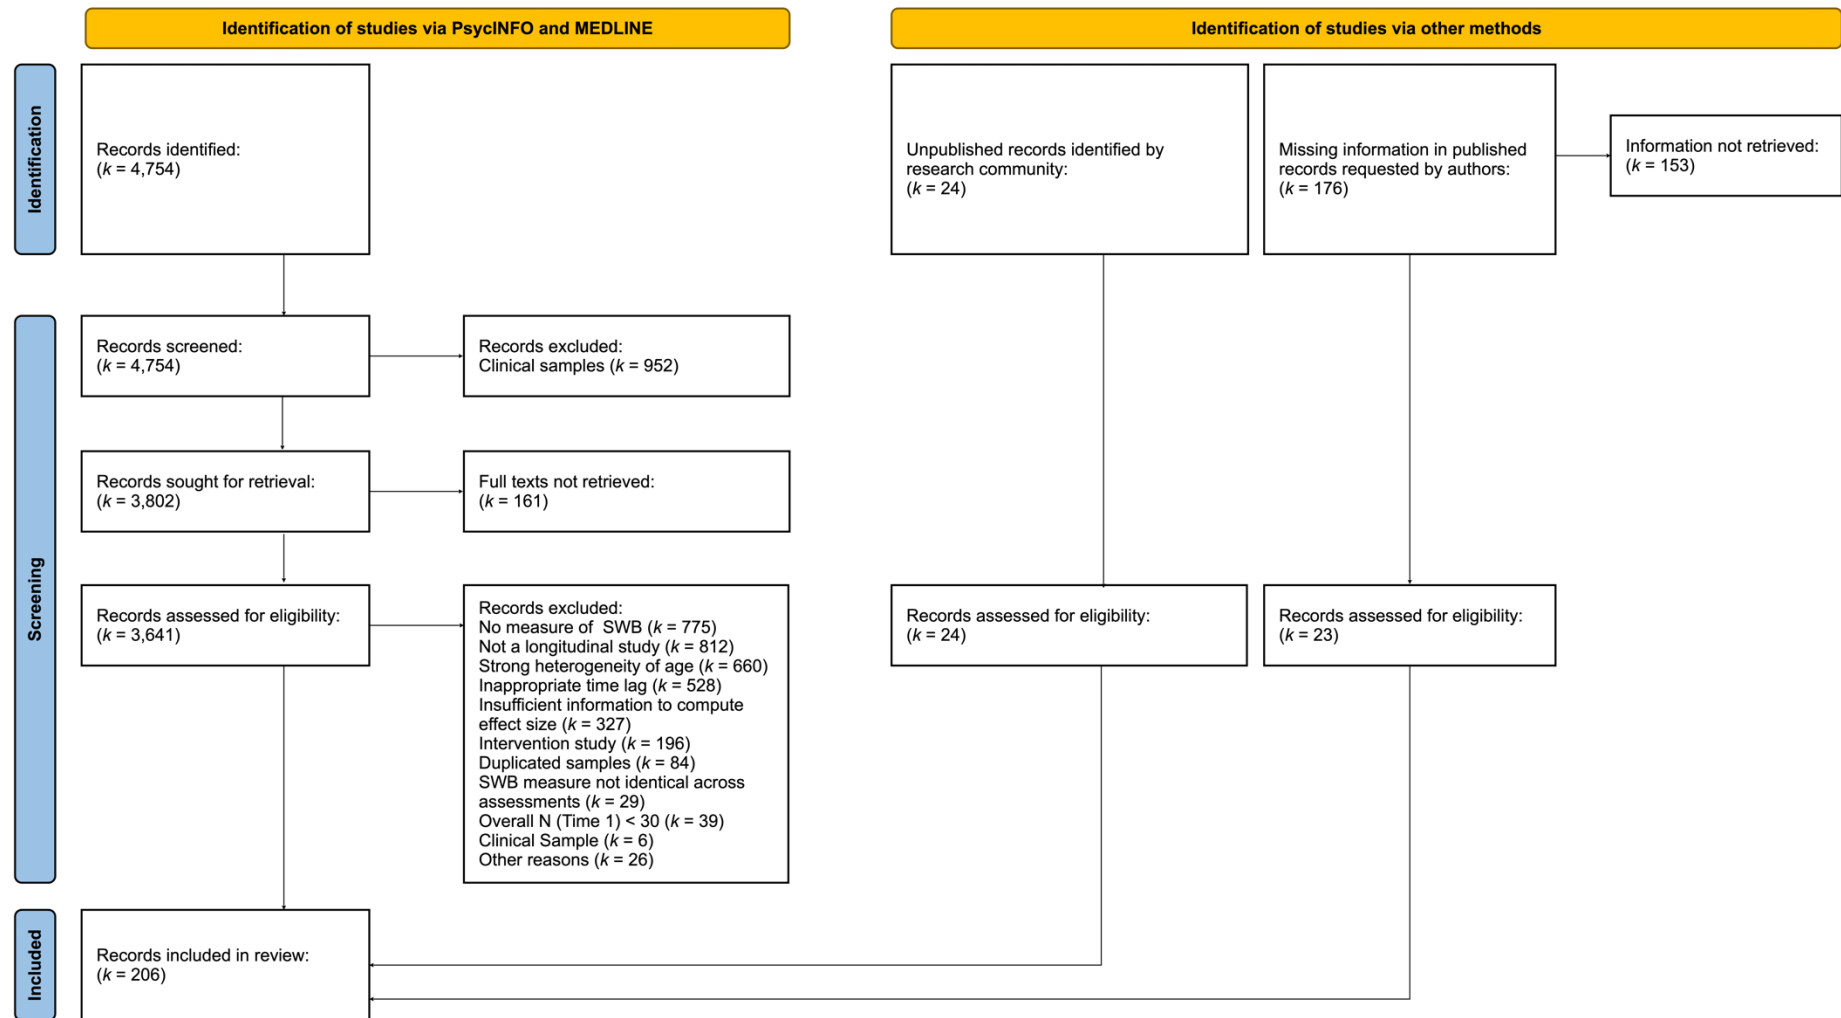 Identification of studies via PsycINFO and MEDLINE
Identification of studies via other methods
Identification
Records identified:
(k = 4,754)
Unpublished records identified by
research community:
(k = 24)
Missing information in published
records requested by authors:
(k = 176)
Information not retrieved:
(k = 153)
Screening
Records screened:
(k = 4,754)
Records excluded:
Clinical samples (k = 952)
Records sought for retrieval:
(k = 3,802)
Full texts not retrieved:
(k = 161)
Records assessed for eligibility:
(k = 3,641)
Records excluded:
No measure of SWB (k = 775)
Not a longitudinal study (k = 812)
Strong heterogeneity of age (k = 660)
Inappropriate time lag (k = 528)
Insufficient information to compute
effect size (k = 327)
Intervention study (k = 196)
Duplicated samples (k = 84)
SWB measure not identical across
assessments (k = 29)
Overall N (Time 1) < 30 (k = 39)
Clinical Sample (k = 6)
Other reasons (k = 26)
Records assessed for eligibility:
(k = 24)
Records assessed for eligibility:
(k = 23)
Included
Records included in review:
(k = 206)